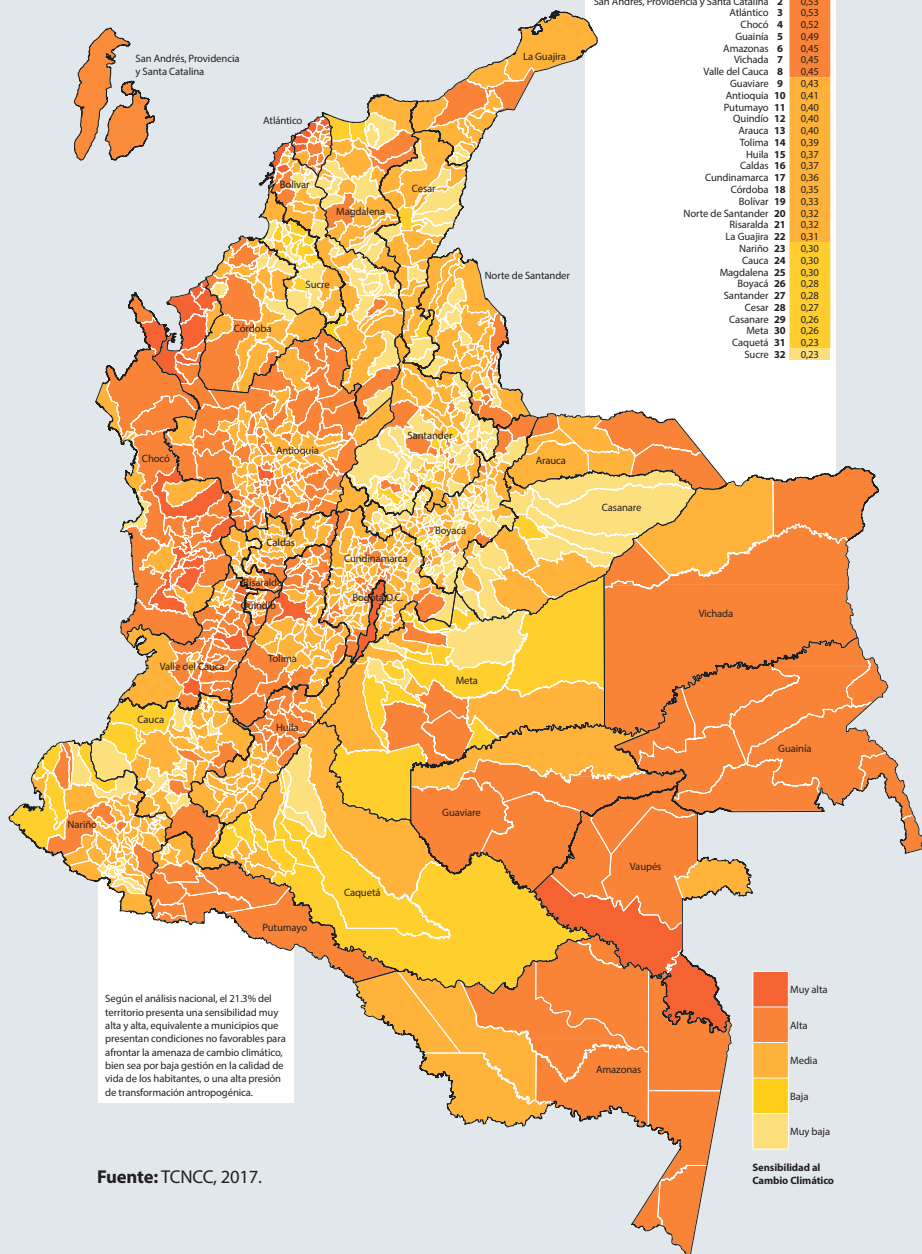 San Andrés, Providencia y Santa Catalina 2 0,53
Atlántico 3 0,53
Chocó 4 0,52
Guainía 5 0,49
Amazonas 6 0,45
Vichada 7 0,45
Valle del Cauca 8 0,45
Guaviare 9 0,43
Antioquia 10 0,41
Putumayo 11 0,40
Quindío 12 0,40
Arauca 13 0,40
Tolima 14 0,39
Huila 15 0,37
Caldas 16 0,37
Cundinamarca 17 0,36
Córdoba 18 0,35
Bolívar 19 0,33
Norte de Santander 20 0,32
Risaralda 21 0,32
La Guajira 22 0,31
Nariño 23 0,30
Cauca 24 0,30
Magdalena 25 0,30
Boyacá 26 0,28
Santander 27 0,28
Cesar 28 0,27
Casanare 29 0,26
Meta 30 0,26
Caquetá 31 0,23
Sucre 32 0,23
San Andrés, Providencia
y Santa Catalina
La Guajira
Atlántico
Bolívar
Cesar
Magdalena
Norte de Santander
Sucre
Córdoba
Santander
Antioquia
Chocó
Arauca
Casanare
Boyacá
Caldas
Cundinamarca
Risaralda
Bogotá D.C.
Quindío
Vichada
Tolima
Valle del Cauca
Meta
Cauca
Huila
Guainía
Guaviare
Nariño
Vaupés
Caquetá
Putumayo
Amazonas
Según el análisis nacional, el 21.3% del
territorio presenta una sensibilidad muy
alta y alta, equivalente a municipios que
presentan condiciones no favorables para
afrontar la amenaza de cambio climático,
bien sea por baja gestión en la calidad de
vida de los habitantes, o una alta presión
de transformación antropogénica.
Muy alta
Alta
Media
Baja
Muy baja
Sensibilidad al
Cambio Climático
Fuente: TCNCC, 2017.